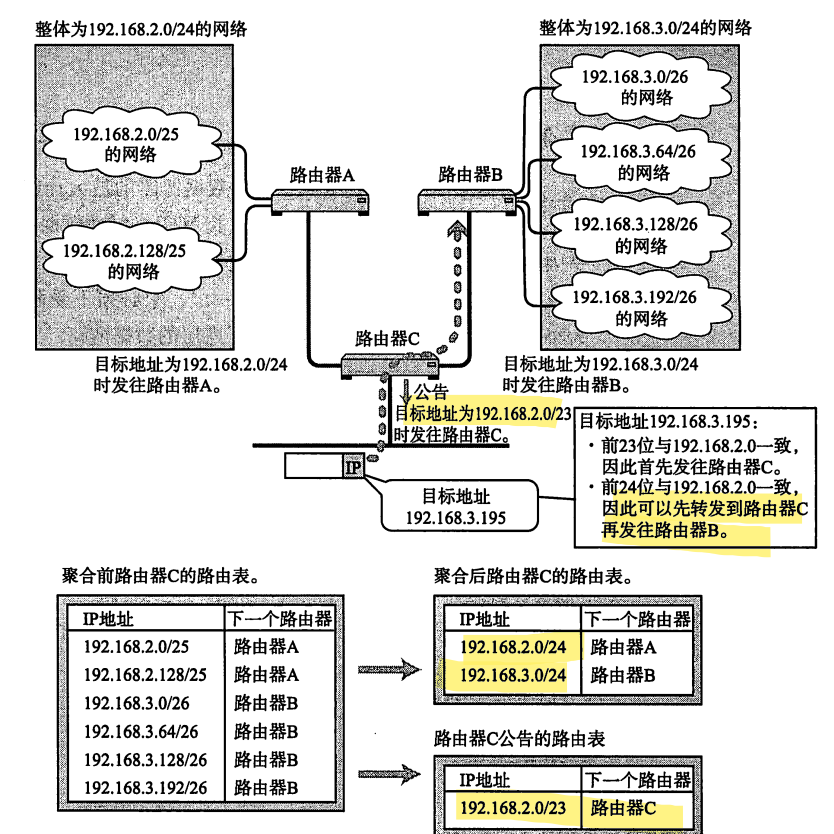 整体为192.168.2.0/24的网络
整体为192.168.3.0/24的网络
192.168.2.0/25
的网络
192.168.2.128/25
的网络
路由器A
路由器B
192.168.3.0/26
的网络
192.168.3.64/26
的网络
192.168.3.128/26
的网络
192.168.3.192/26
的网络
路由器C
目标地址为192.168.2.0/24
时发往路由器A。
目标地址为192.168.3.0/24
时发往路由器B。
公告
目标地址为192.168.2.0/23
时发往路由器C。
IP
目标地址
192.168.3.195
目标地址192.168.3.195：
·前23位与192.168.2.0一致，
因此首先发往路由器C。
·前24位与192.168.2.0一致，
因此可以先转发到路由器C
再发往路由器B。
聚合前路由器C的路由表。
IP地址 下一个路由器
192.168.2.0/25 路由器A
192.168.2.128/25 路由器A
192.168.3.0/26 路由器B
192.168.3.64/26 路由器B
192.168.3.128/26 路由器B
192.168.3.192/26 路由器B
聚合后路由器C的路由表。
IP地址 下一个路由器
192.168.2.0/24 路由器A
192.168.3.0/24 路由器B
路由器C公告的路由表
IP地址 下一个路由器
192.168.2.0/23 路由器C